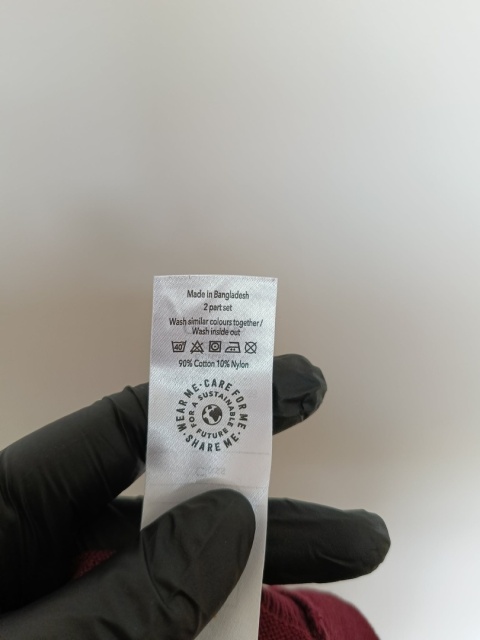 Made in Bangladesh
2 part set
Wash similar colours together /
Wash inside out
40
90% Cotton 10% Nylon
WEAR ME · CARE FOR ME · SHARE ME ·
FOR A SUSTAINABLE FUTURE